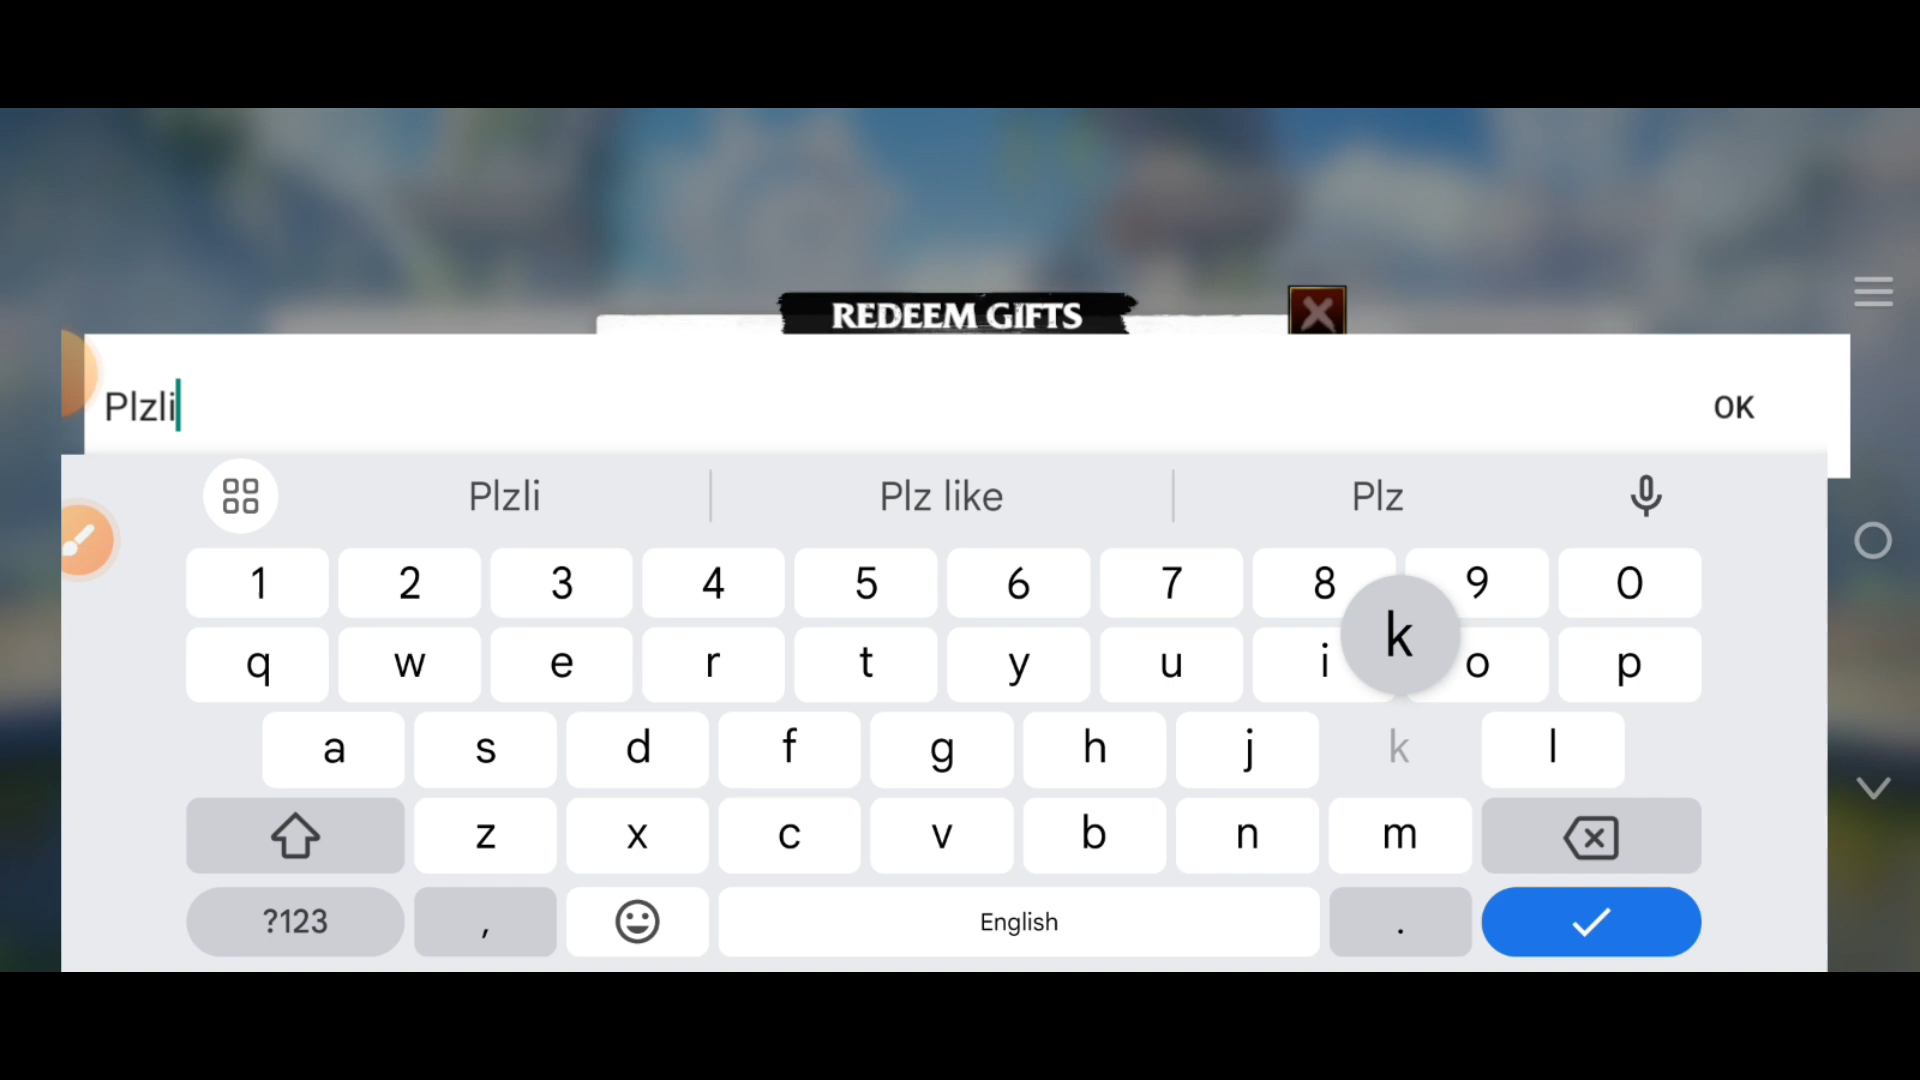 REDEEM GIFTS
Plzli
OK
Plzli Plz like Plz
1 2 3 4 5 6 7 8 9 0
k
q w e r t y u i o p
a s d f g h j k l
z x c v b n m
?123 , English .